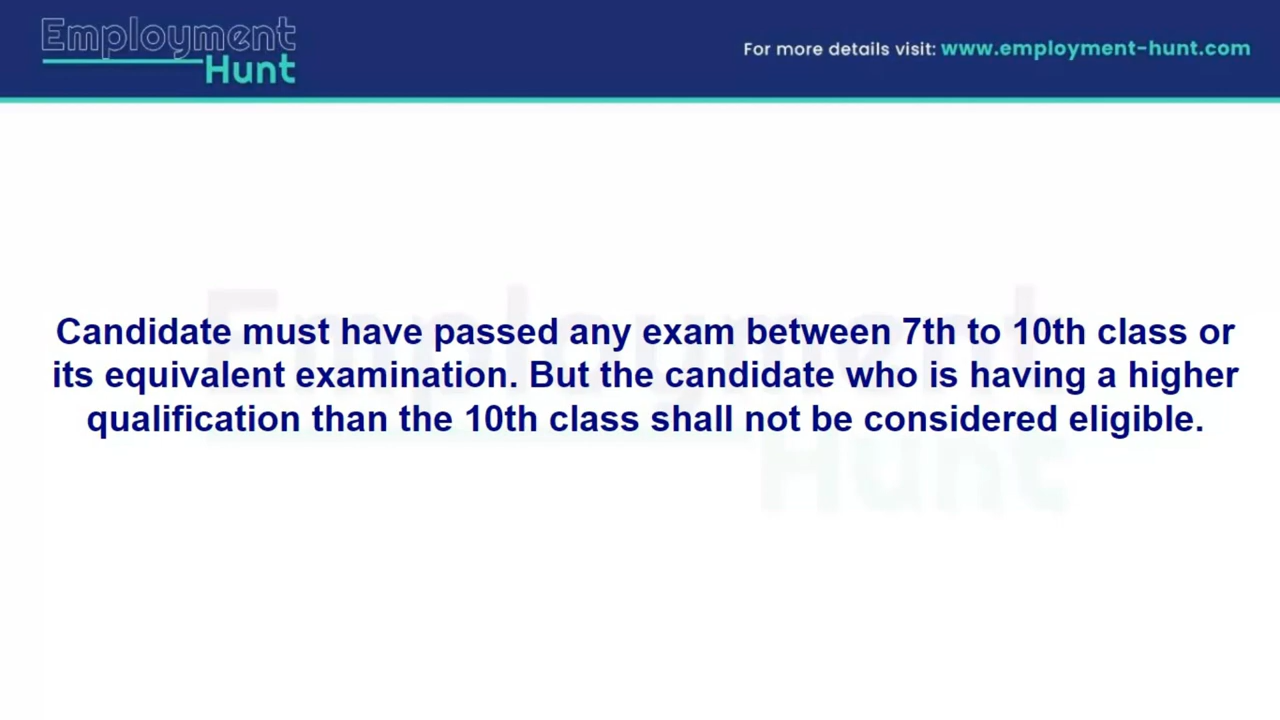 Employment
Hunt
For more details visit: www.employment-hunt.com
Candidate must have passed any exam between 7th to 10th class or
its equivalent examination. But the candidate who is having a higher
qualification than the 10th class shall not be considered eligible.
Employment
Hunt